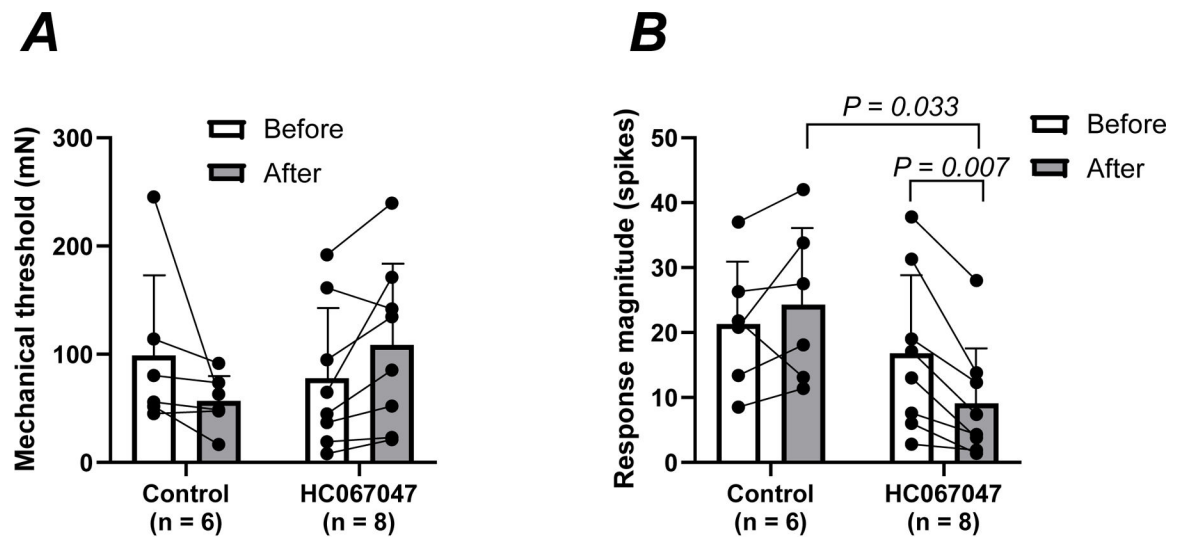 A
Mechanical threshold (mN)
300
200
100
0
Before
After
Control
(n = 6)
HC067047
(n = 8)
B
Response magnitude (spikes)
50
40
30
20
10
0
P = 0.033
P = 0.007
Before
After
Control
(n = 6)
HC067047
(n = 8)